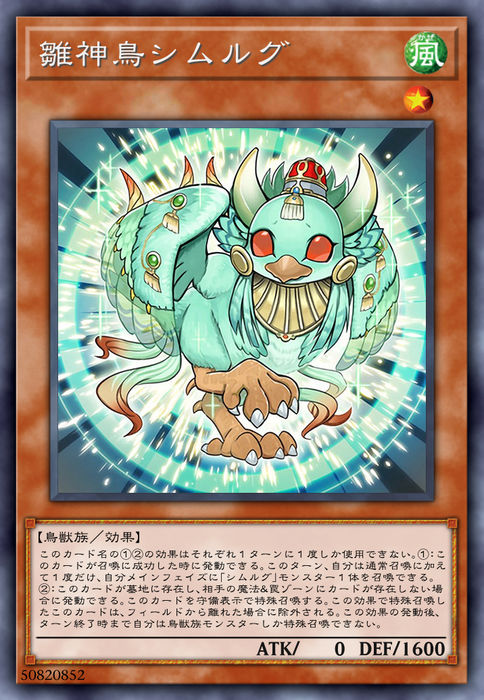 雛神鳥シムルグ
かぜ
風
【鳥獣族／効果】
このカード名の①②の効果はそれぞれ１ターンに１度しか使用できない。①：こ
のカードが召喚に成功した時に発動できる。このターン、自分は通常召喚に加え
て１度だけ、自分メインフェイズに「シムルグ」モンスター１体を召喚できる。
②：このカードが墓地に存在し、相手の魔法&罠ゾーンにカードが存在しない場
合に発動できる。このカードを守備表示で特殊召喚する。この効果で特殊召喚し
たこのカードは、フィールドから離れた場合に除外される。この効果の発動後、
ターン終了時まで自分は鳥獣族モンスターしか特殊召喚できない。
ATK/ 0 DEF/1600
50820852